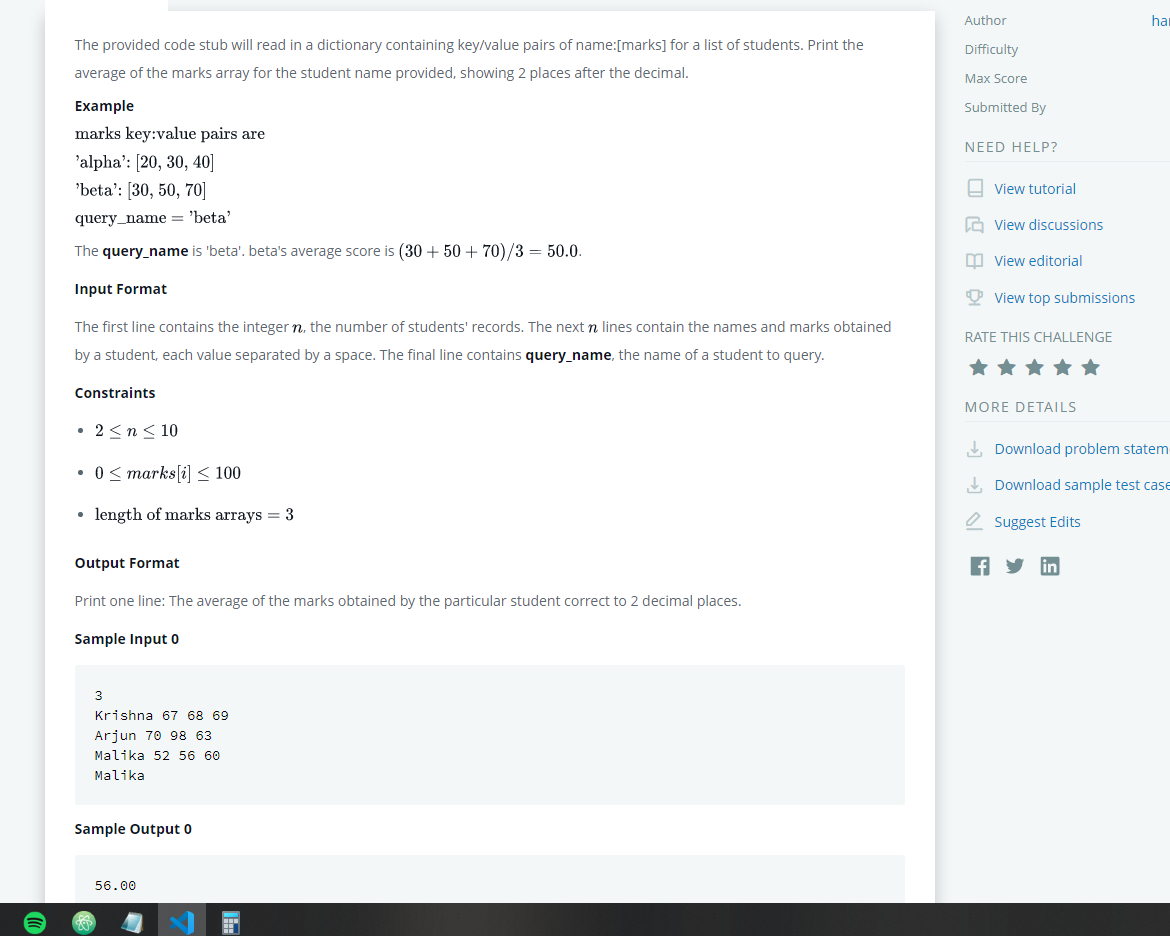 The provided code stub will read in a dictionary containing key/value pairs of name:[marks] for a list of students. Print the
average of the marks array for the student name provided, showing 2 places after the decimal.
Example
marks key:value pairs are
’alpha’: [20, 30, 40]
’beta’: [30, 50, 70]
query_name = ’beta’
The query_name is 'beta'. beta's average score is (30 + 50 + 70)/3 = 50.0.
Input Format
The first line contains the integer n, the number of students' records. The next n lines contain the names and marks obtained
by a student, each value separated by a space. The final line contains query_name, the name of a student to query.
Constraints
• 2 ≤ n ≤ 10
• 0 ≤ marks[i] ≤ 100
• length of marks arrays = 3
Output Format
Print one line: The average of the marks obtained by the particular student correct to 2 decimal places.
Sample Input 0
3
Krishna 67 68 69
Arjun 70 98 63
Malika 52 56 60
Malika
Sample Output 0
56.00
Author
Difficulty
Max Score
Submitted By
NEED HELP?
View tutorial
View discussions
View editorial
View top submissions
RATE THIS CHALLENGE
MORE DETAILS
Download problem statem
Download sample test case
Suggest Edits